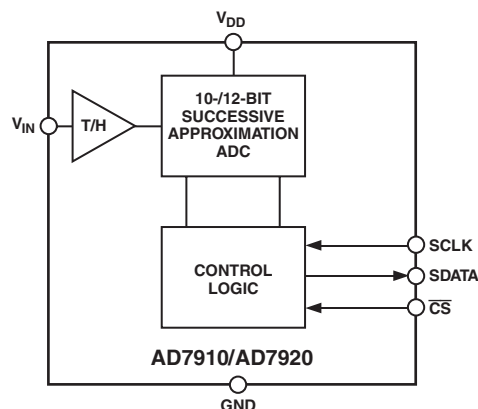 VDD
10-/12-BIT
SUCCESSIVE
APPROXIMATION
ADC
T/H
VIN
SCLK
SDATA
CS
CONTROL
LOGIC
AD7910/AD7920
GND